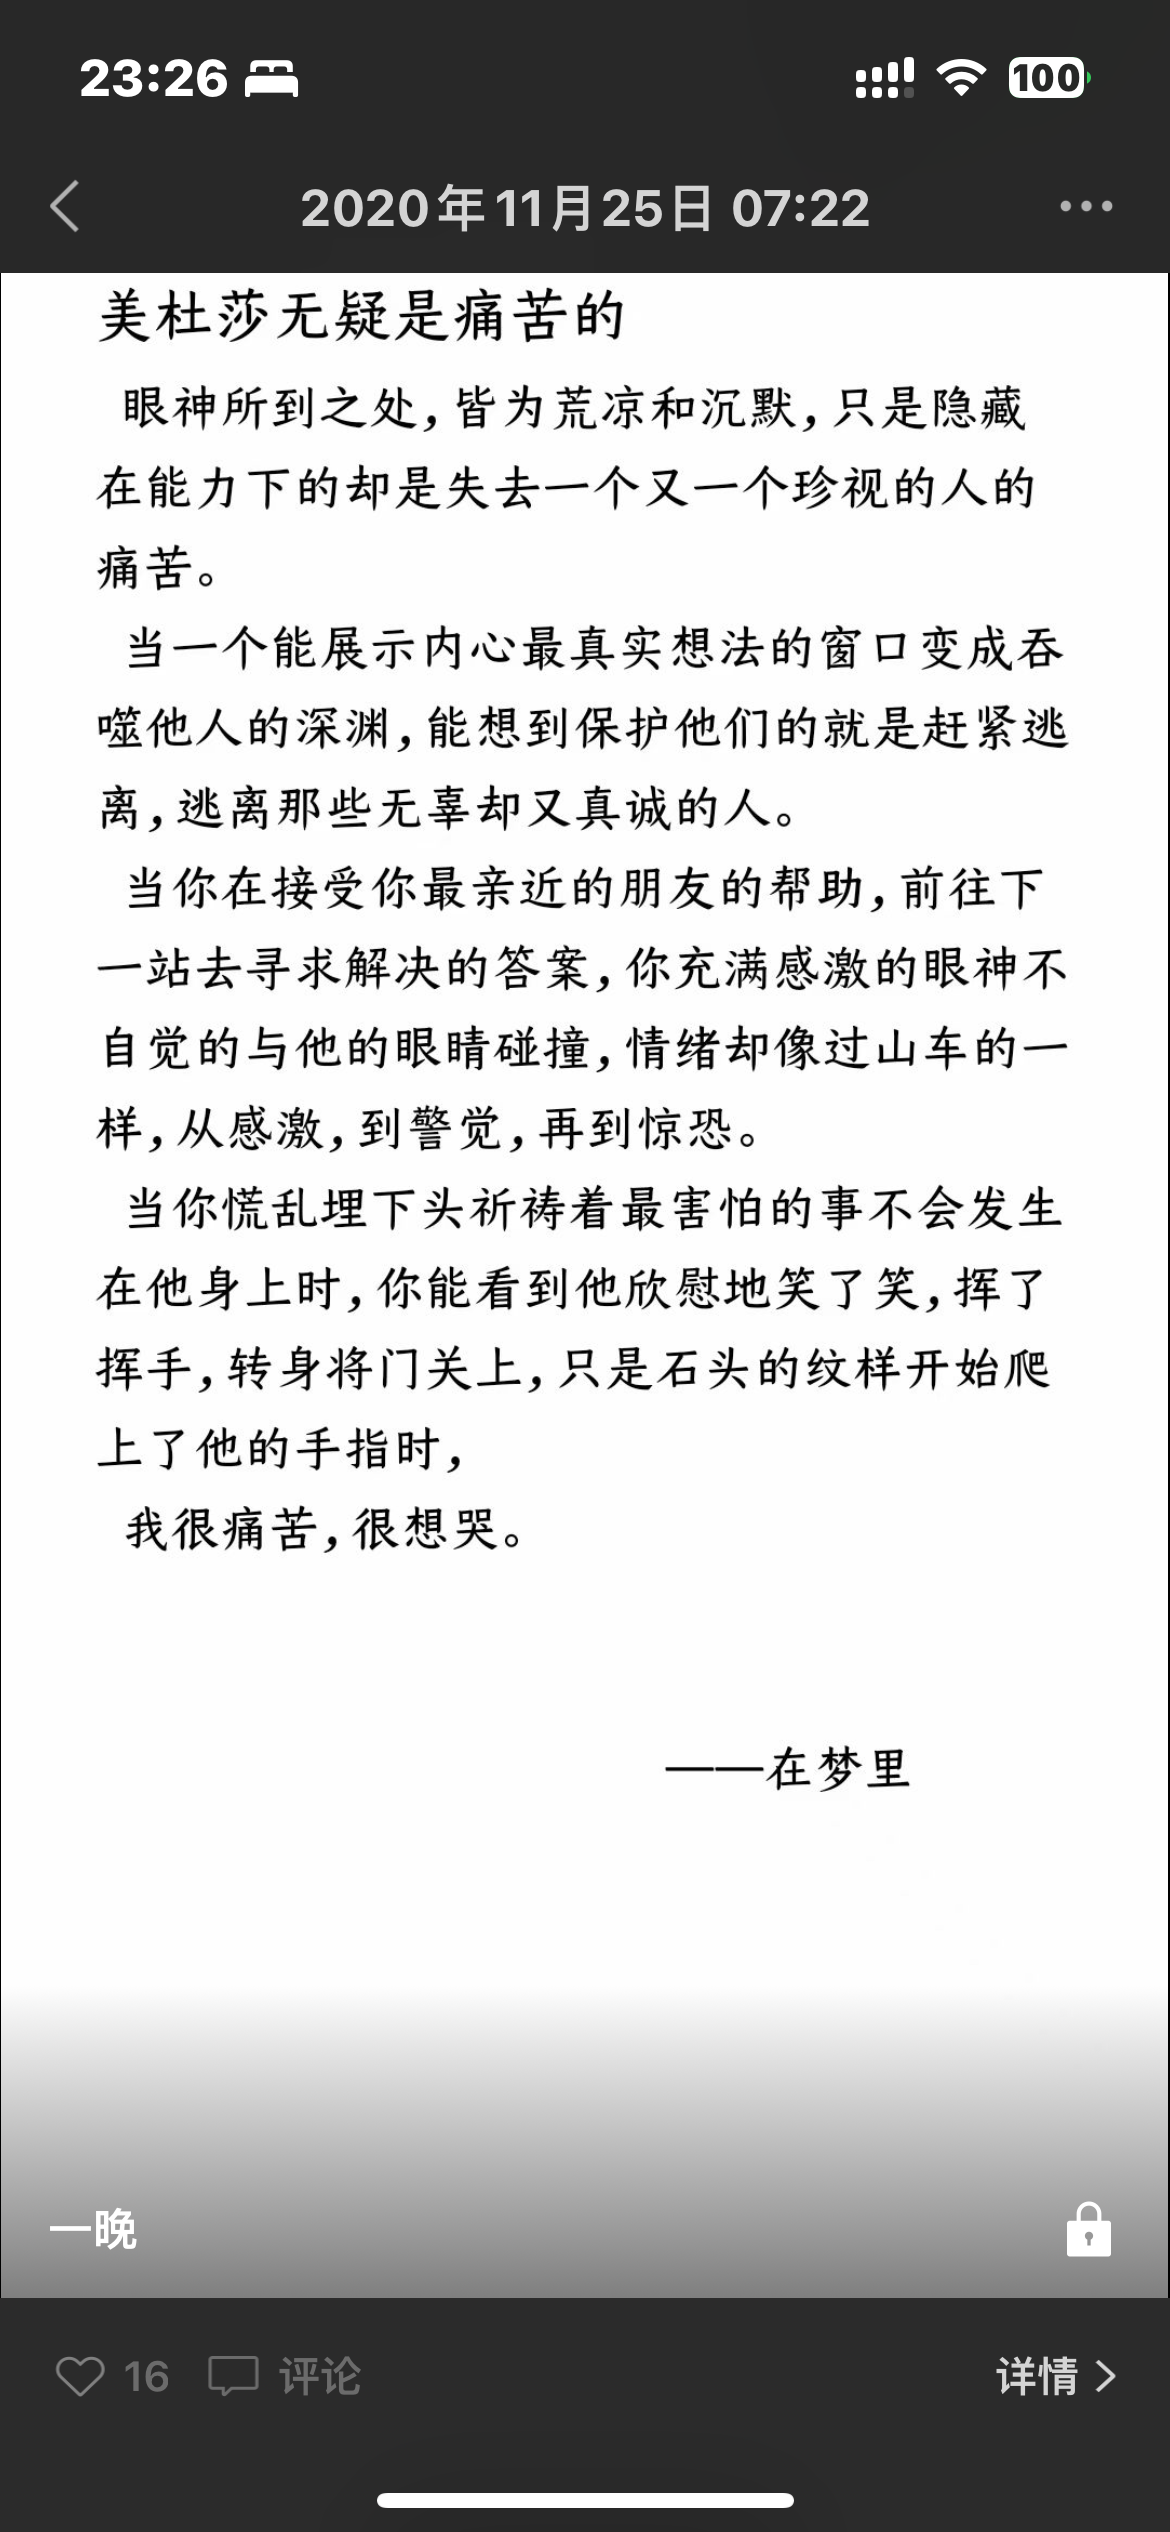 23:26
100
2020年11月25日 07:22
美杜莎无疑是痛苦的
眼神所到之处,皆为荒凉和沉默,只是隐藏
在能力下的却是失去一个又一个珍视的人的
痛苦。
当一个能展示内心最真实想法的窗口变成吞
噬他人的深渊,能想到保护他们的就是赶紧逃
离,逃离那些无辜却又真诚的人。
当你在接受你最亲近的朋友的帮助,前往下
一站去寻求解决的答案,你充满感激的眼神不
自觉的与他的眼睛碰撞,情绪却像过山车的一
样,从感激,到警觉,再到惊恐。
当你慌乱埋下头祈祷着最害怕的事不会发生
在他身上时,你能看到他欣慰地笑了笑,挥了
挥手,转身将门关上,只是石头的纹样开始爬
上了他的手指时,
我很痛苦,很想哭。
——在梦里
一晚
16 评论
详情